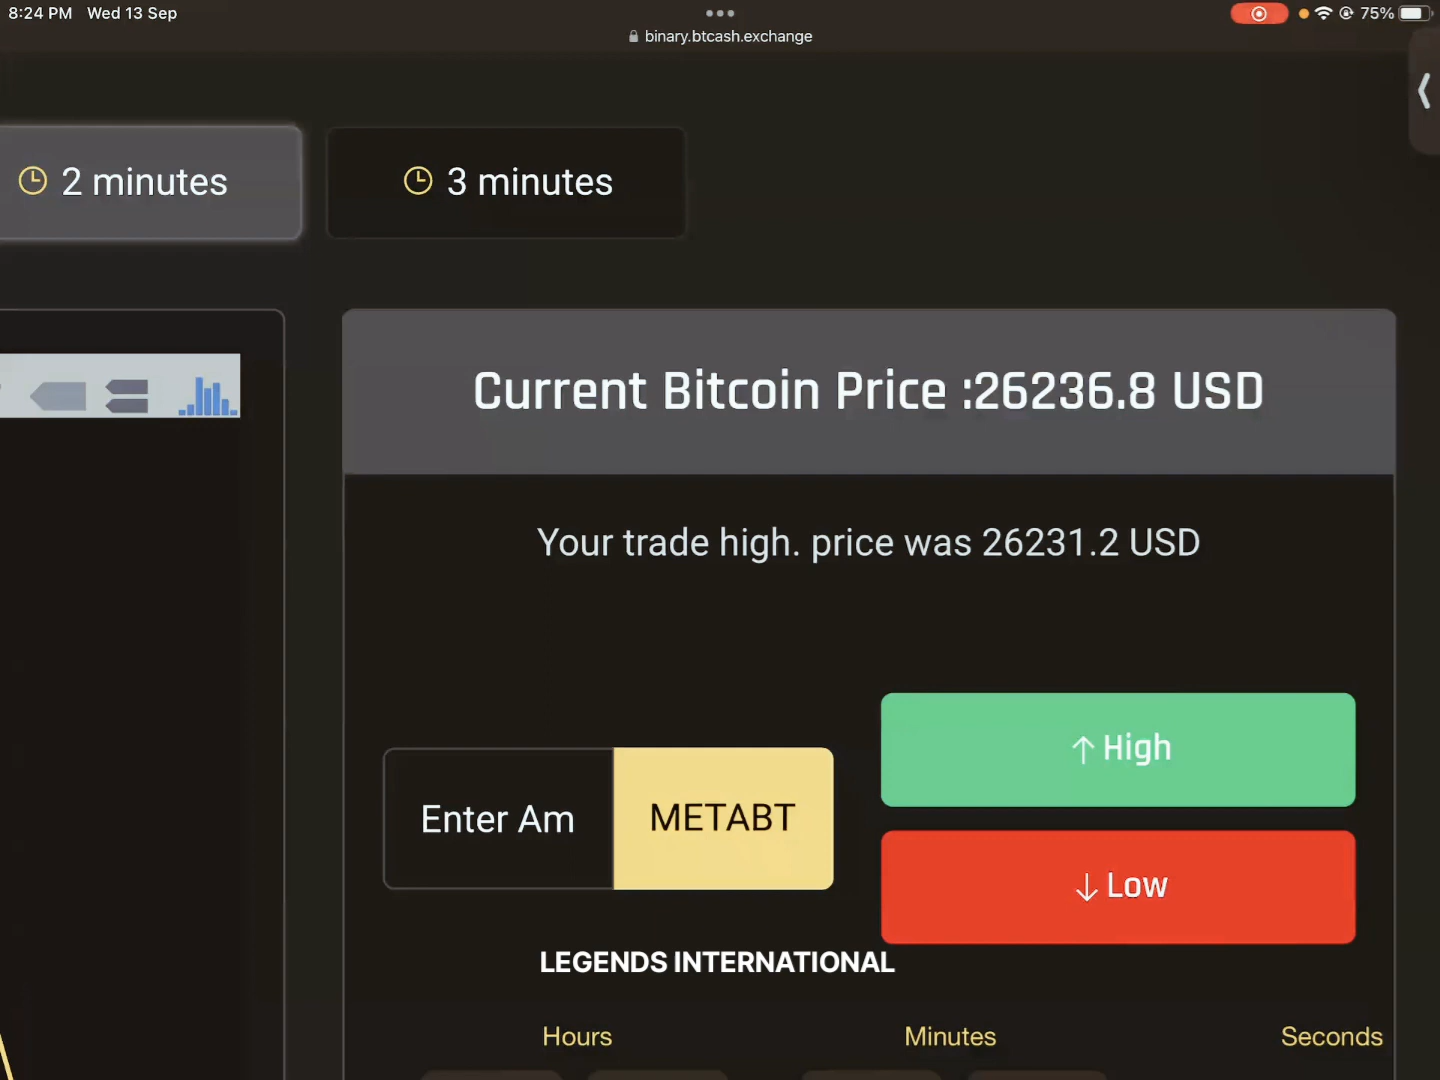 8:24 PM Wed 13 Sep
75%
binary.btcash.exchange
2 minutes
3 minutes
Current Bitcoin Price :26236.8 USD
Your trade high. price was 26231.2 USD
↑ High
Enter Am
METABT
↓ Low
LEGENDS INTERNATIONAL
Hours
Minutes
Seconds